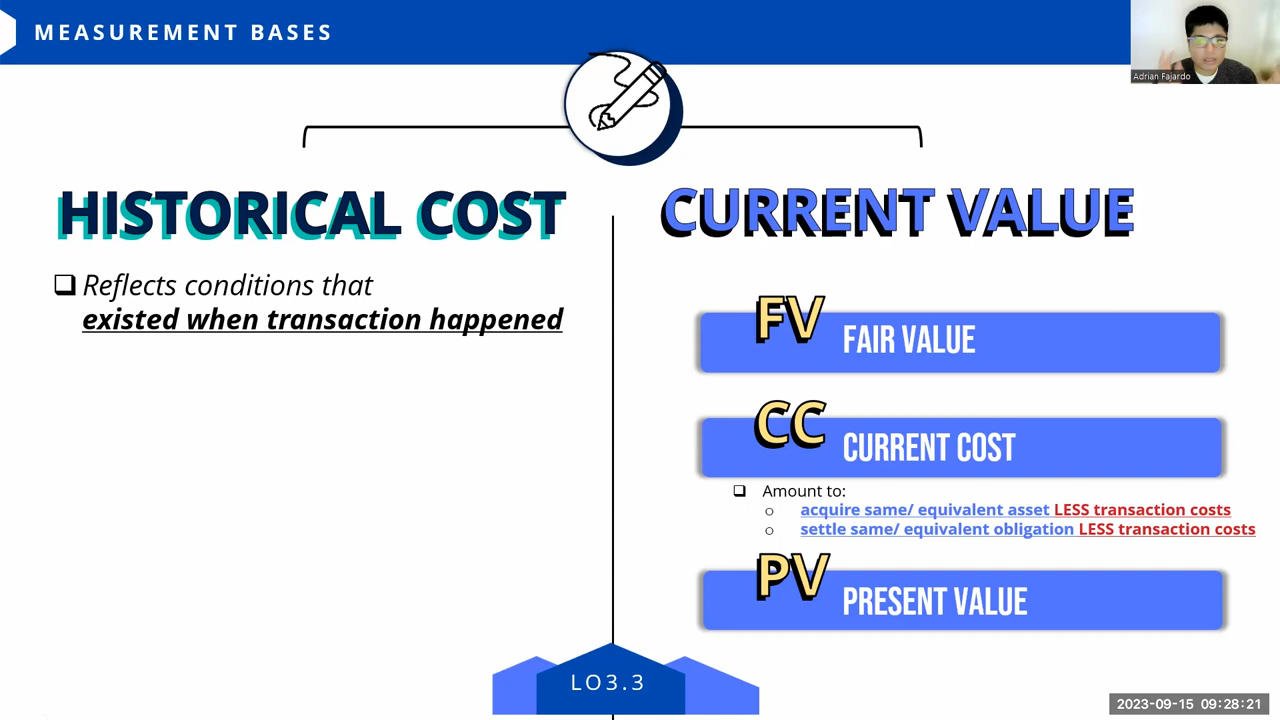 MEASUREMENT BASES
Adrian Fajardo
HISTORICAL COST
❑ Reflects conditions that
existed when transaction happened
CURRENT VALUE
FV FAIR VALUE
CC CURRENT COST
❑ Amount to:
o acquire same/ equivalent asset LESS transaction costs
o settle same/ equivalent obligation LESS transaction costs
PV PRESENT VALUE
LO3.3
2023-09-15 09:28:21